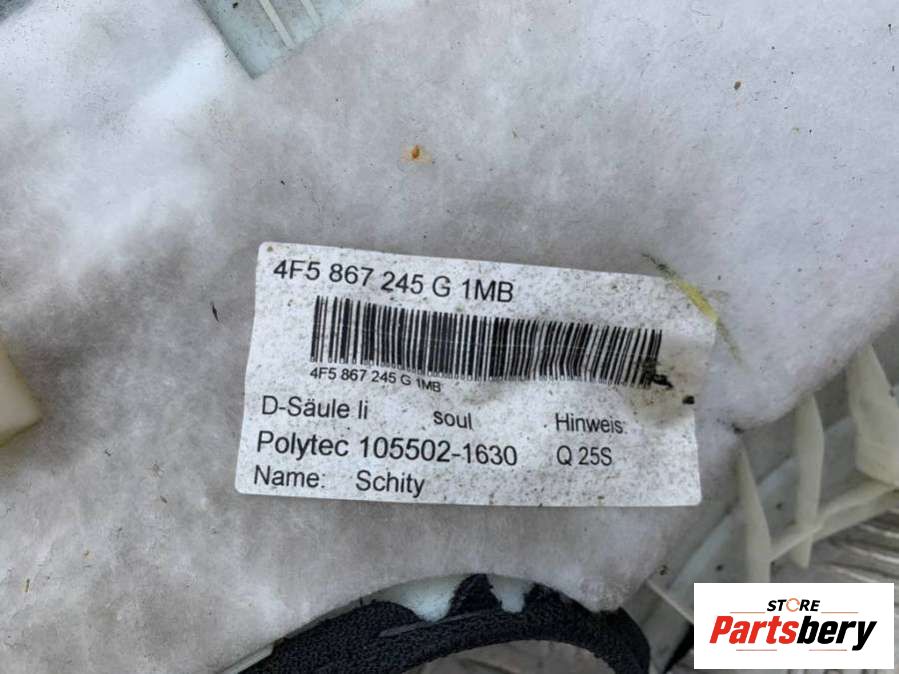 4F5 867 245 G 1MB
4F5 867 245 G 1MB
D-Säule li soul Hinweis:
Polytec 105502-1630 Q 25S
Name: Schity
STORE
Partsbery